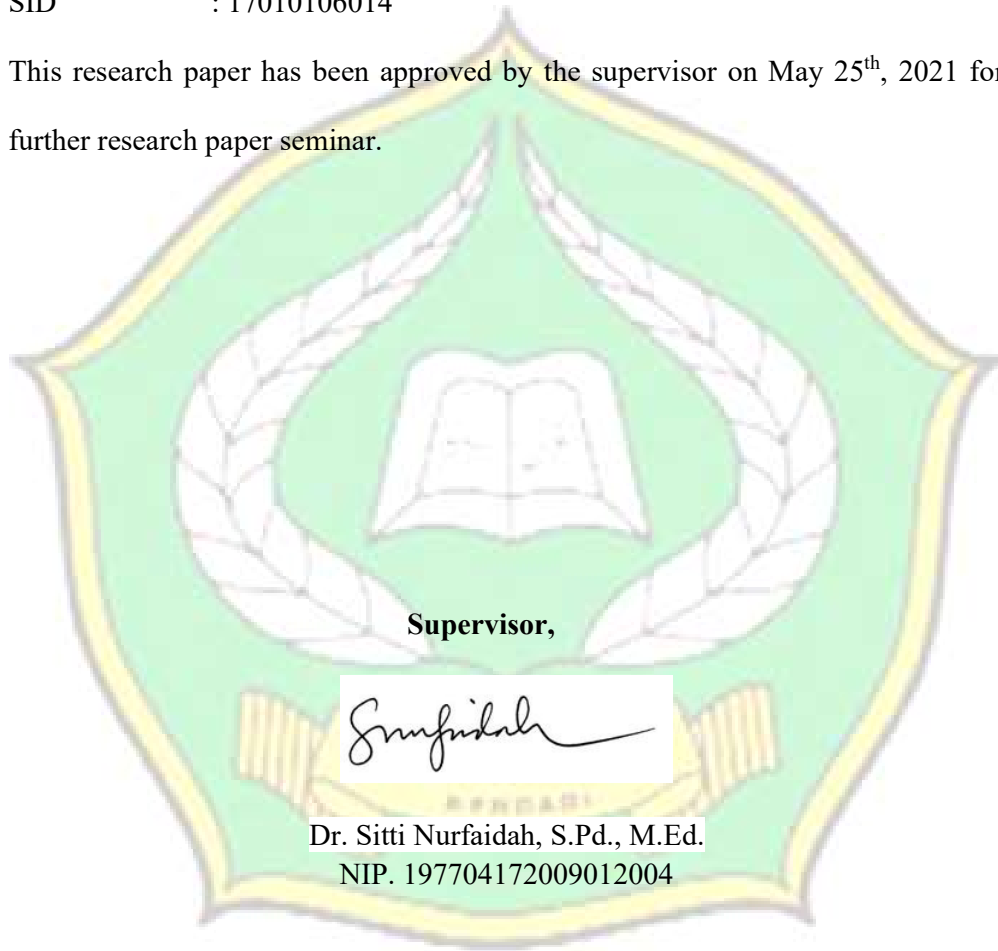 SID : 17010106014
This research paper has been approved by the supervisor on May 25th, 2021 for
further research paper seminar.
Supervisor,
KENDARI
Dr. Sitti Nurfaidah, S.Pd., M.Ed.
NIP. 197704172009012004